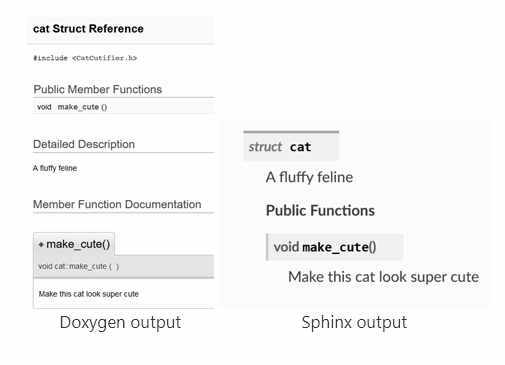 cat Struct Reference
#include <CatCutifier.h>
Public Member Functions
void make_cute ()
Detailed Description
A fluffy feline
Member Function Documentation
◆ make_cute()
void cat::make_cute ( )
Make this cat look super cute
Doxygen output
struct cat
A fluffy feline
Public Functions
void make_cute()
Make this cat look super cute
Sphinx output